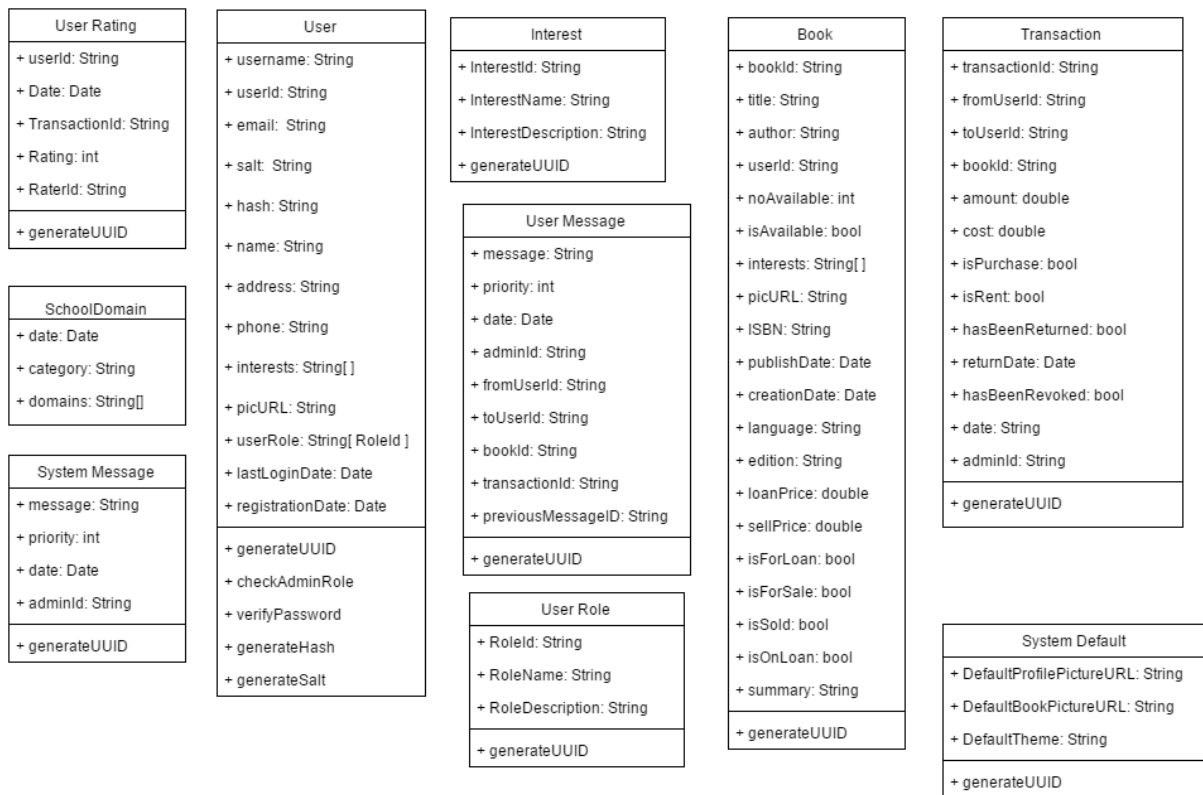 User Rating
+ userId: String
+ Date: Date
+ TransactionId: String
+ Rating: int
+ RaterId: String
+ generateUUID
SchoolDomain
+ date: Date
+ category: String
+ domains: String[]
System Message
+ message: String
+ priority: int
+ date: Date
+ adminId: String
+ generateUUID
User
+ username: String
+ userId: String
+ email: String
+ salt: String
+ hash: String
+ name: String
+ address: String
+ phone: String
+ interests: String[ ]
+ picURL: String
+ userRole: String[ RoleId ]
+ lastLoginDate: Date
+ registrationDate: Date
+ generateUUID
+ checkAdminRole
+ verifyPassword
+ generateHash
+ generateSalt
Interest
+ InterestId: String
+ InterestName: String
+ InterestDescription: String
+ generateUUID
User Message
+ message: String
+ priority: int
+ date: Date
+ adminId: String
+ fromUserId: String
+ toUserId: String
+ bookId: String
+ transactionId: String
+ previousMessageID: String
+ generateUUID
User Role
+ RoleId: String
+ RoleName: String
+ RoleDescription: String
+ generateUUID
Book
+ bookId: String
+ title: String
+ author: String
+ userId: String
+ noAvailable: int
+ isAvailable: bool
+ interests: String[ ]
+ picURL: String
+ ISBN: String
+ publishDate: Date
+ creationDate: Date
+ language: String
+ edition: String
+ loanPrice: double
+ sellPrice: double
+ isForLoan: bool
+ isForSale: bool
+ isSold: bool
+ isOnLoan: bool
+ summary: String
+ generateUUID
Transaction
+ transactionId: String
+ fromUserId: String
+ toUserId: String
+ bookId: String
+ amount: double
+ cost: double
+ isPurchase: bool
+ isRent: bool
+ hasBeenReturned: bool
+ returnDate: Date
+ hasBeenRevoked: bool
+ date: String
+ adminId: String
+ generateUUID
System Default
+ DefaultProfilePictureURL: String
+ DefaultBookPictureURL: String
+ DefaultTheme: String
+ generateUUID